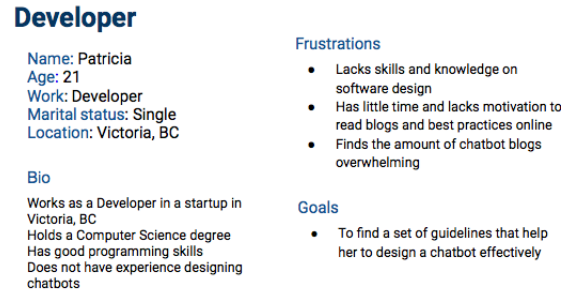 Developer
Name: Patricia
Age: 21
Work: Developer
Marital status: Single
Location: Victoria, BC
Bio
Works as a Developer in a startup in
Victoria, BC
Holds a Computer Science degree
Has good programming skills
Does not have experience designing
chatbots
Frustrations
● Lacks skills and knowledge on
software design
● Has little time and lacks motivation to
read blogs and best practices online
● Finds the amount of chatbot blogs
overwhelming
Goals
● To find a set of guidelines that help
her to design a chatbot effectively